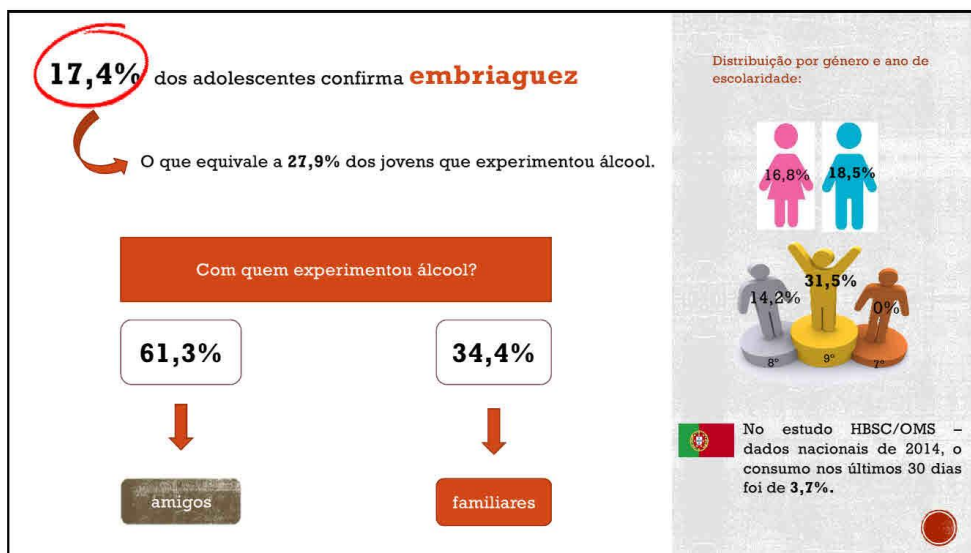 17,4% dos adolescentes confirma embriaguez
O que equivale a 27,9% dos jovens que experimentou álcool.
Com quem experimentou álcool?
61,3%
34,4%
amigos
familiares
Distribuição por género e ano de
escolaridade:
16,8%
18,5%
14,2%
31,5%
0%
8º
9º
7º
No estudo HBSC/OMS –
dados nacionais de 2014, o
consumo nos últimos 30 dias
foi de 3,7%.